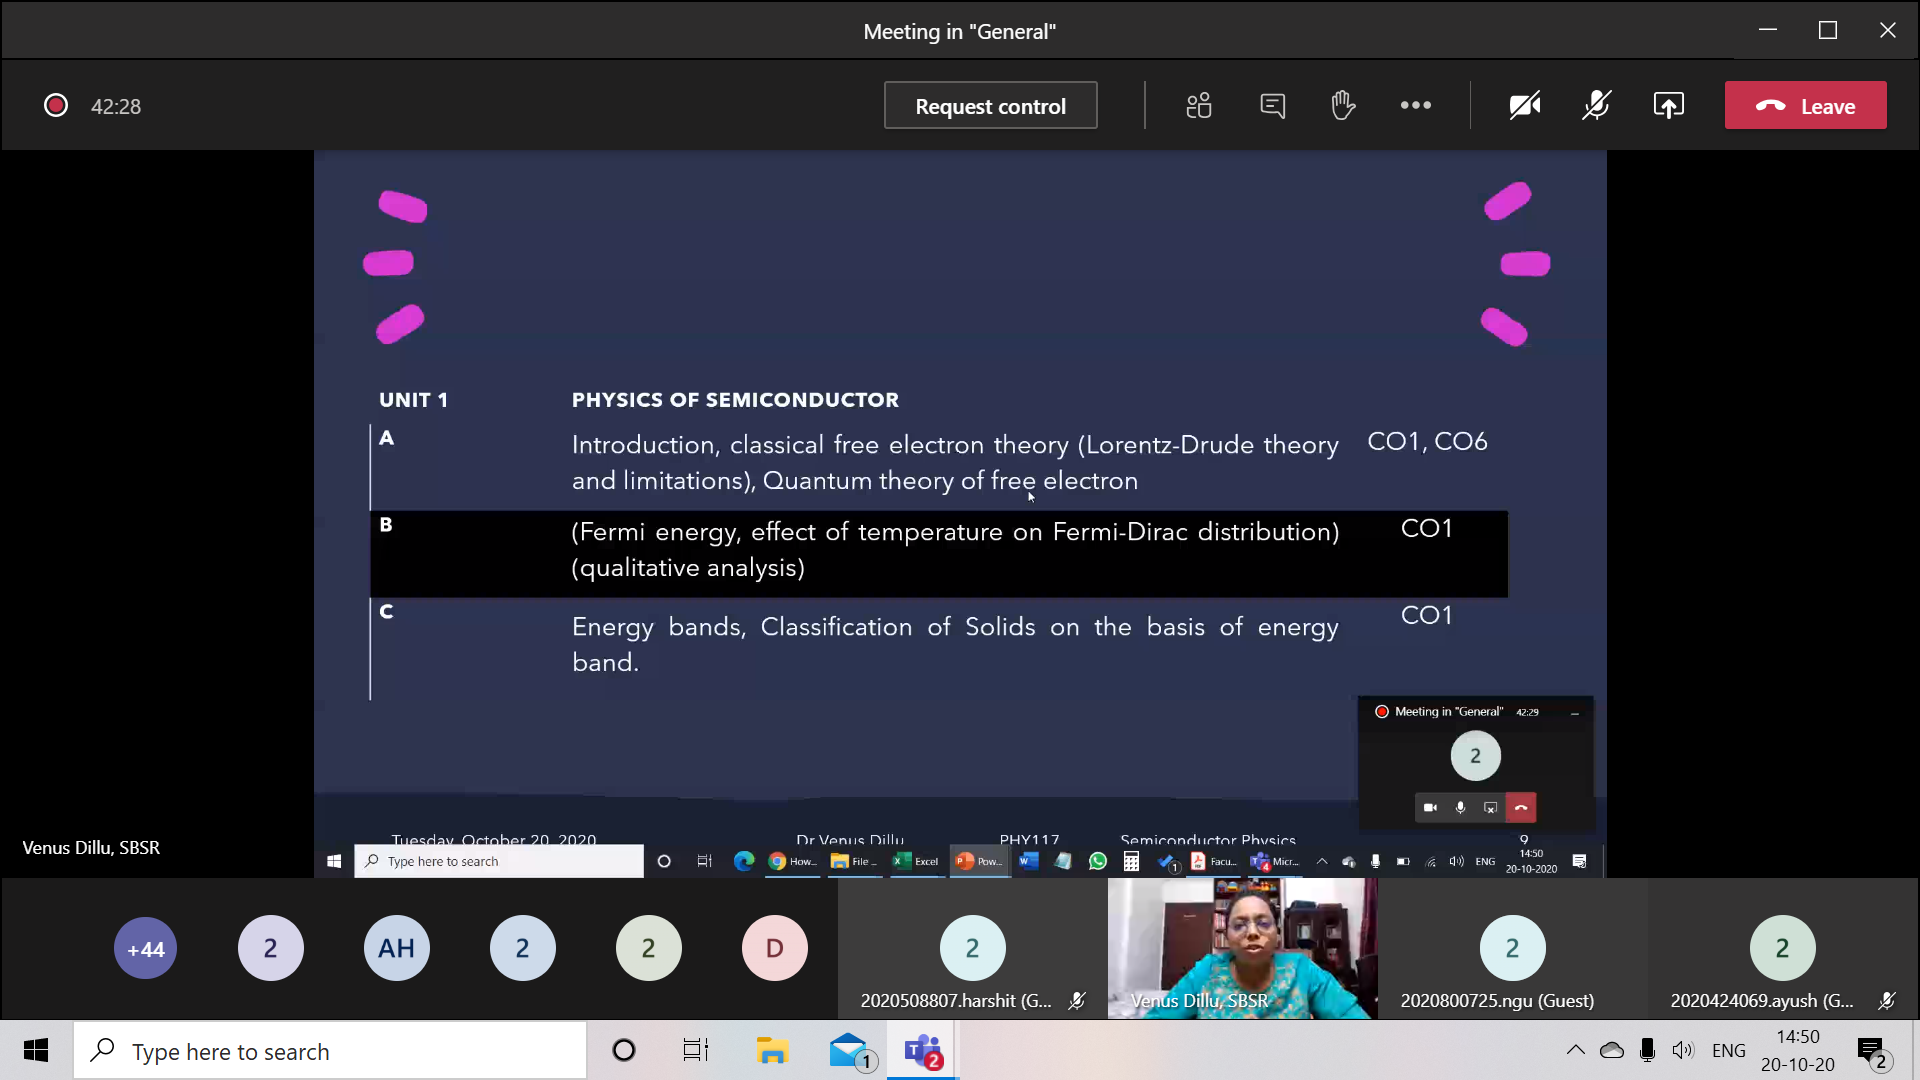 Meeting in "General"
42:28
Request control
Leave
UNIT 1
PHYSICS OF SEMICONDUCTOR
A
Introduction, classical free electron theory (Lorentz-Drude theory
and limitations), Quantum theory of free electron
CO1, CO6
B
(Fermi energy, effect of temperature on Fermi-Dirac distribution)
(qualitative analysis)
CO1
C
Energy bands, Classification of Solids on the basis of energy
band.
CO1
Meeting in "General" 42:29
2
Tuesday, October 20, 2020
Dr Venus Dillu
PHY117
Semiconductor Physics
9
Venus Dillu, SBSR
Type here to search
How...
File ...
Excel
Pow...
1
Facu...
4
Micr...
ENG
14:50
20-10-2020
+44
2
AH
2
2
D
2
2020508807.harshit (G...
Venus Dillu, SBSR
2
2020800725.ngu (Guest)
2
2020424069.ayush (G...
Type here to search
1
2
ENG
14:50
20-10-20
2